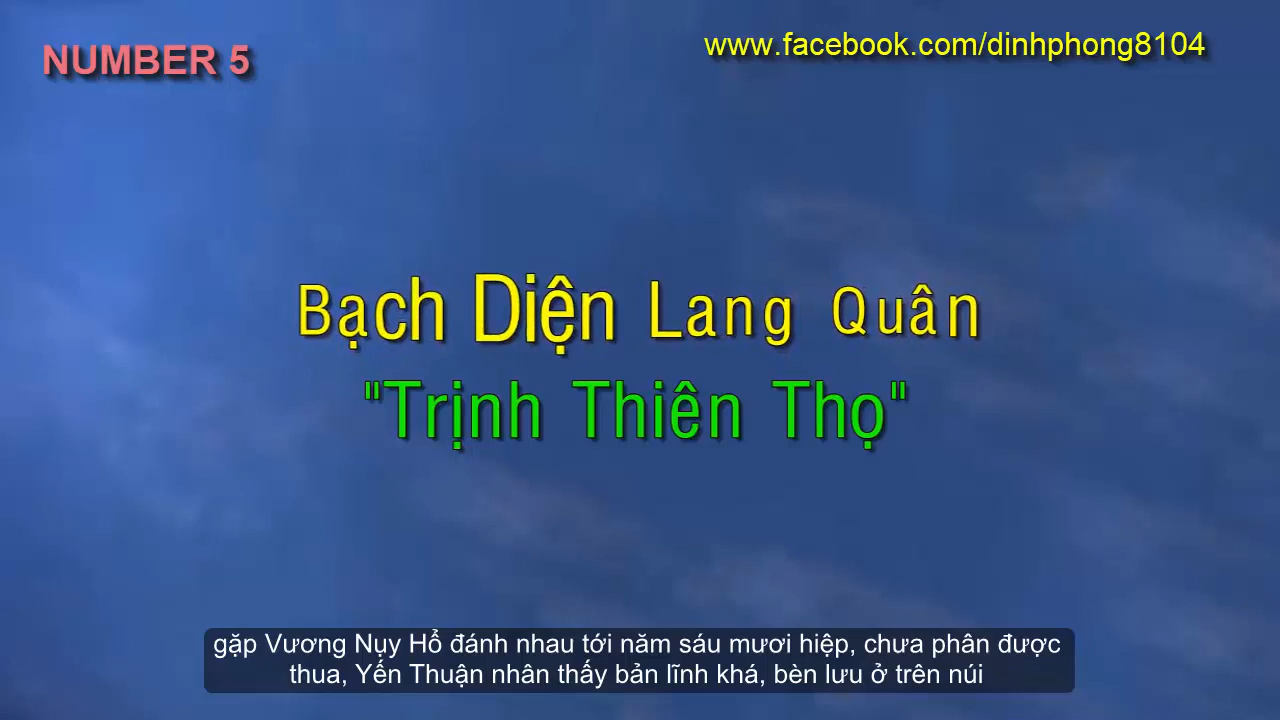 NUMBER 5
www.facebook.com/dinhphong8104
Bạch Diện Lang Quân
"Trịnh Thiên Thọ"
gặp Vương Nụy Hổ đánh nhau tới năm sáu mươi hiệp, chưa phân được
thua, Yến Thuận nhân thấy bản lĩnh khá, bèn lưu ở trên núi